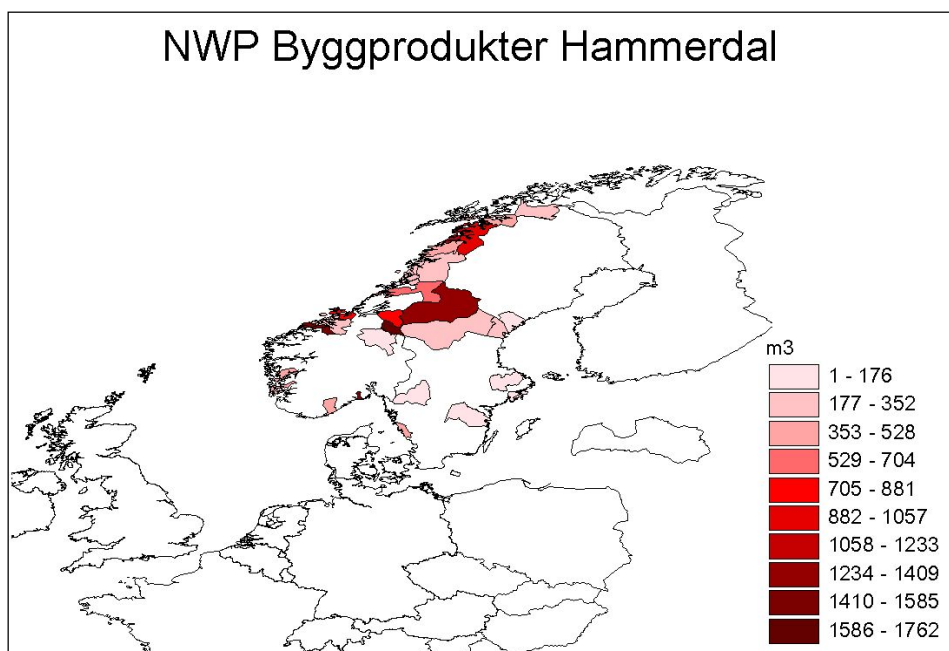 NWP Byggprodukter Hammerdal
m3
1 - 176
177 - 352
353 - 528
529 - 704
705 - 881
882 - 1057
1058 - 1233
1234 - 1409
1410 - 1585
1586 - 1762